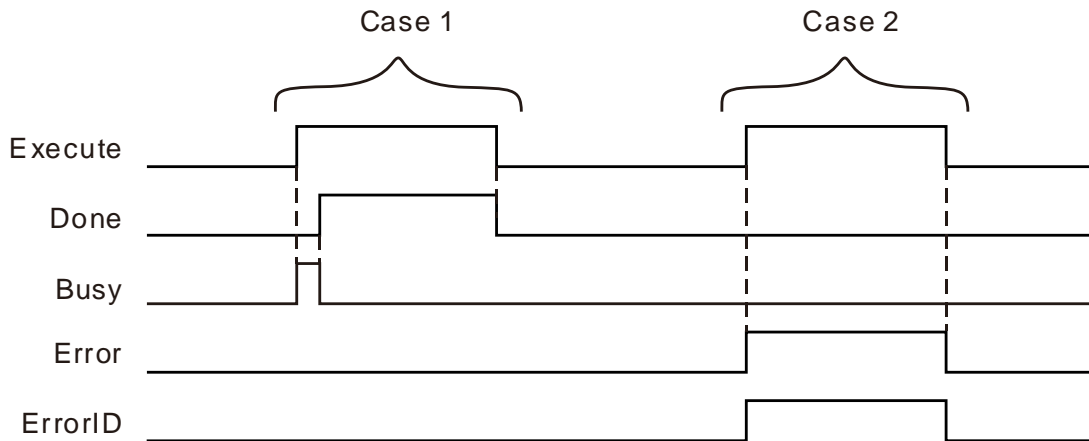 Case 1
Case 2
Execute
Done
Busy
Error
ErrorID